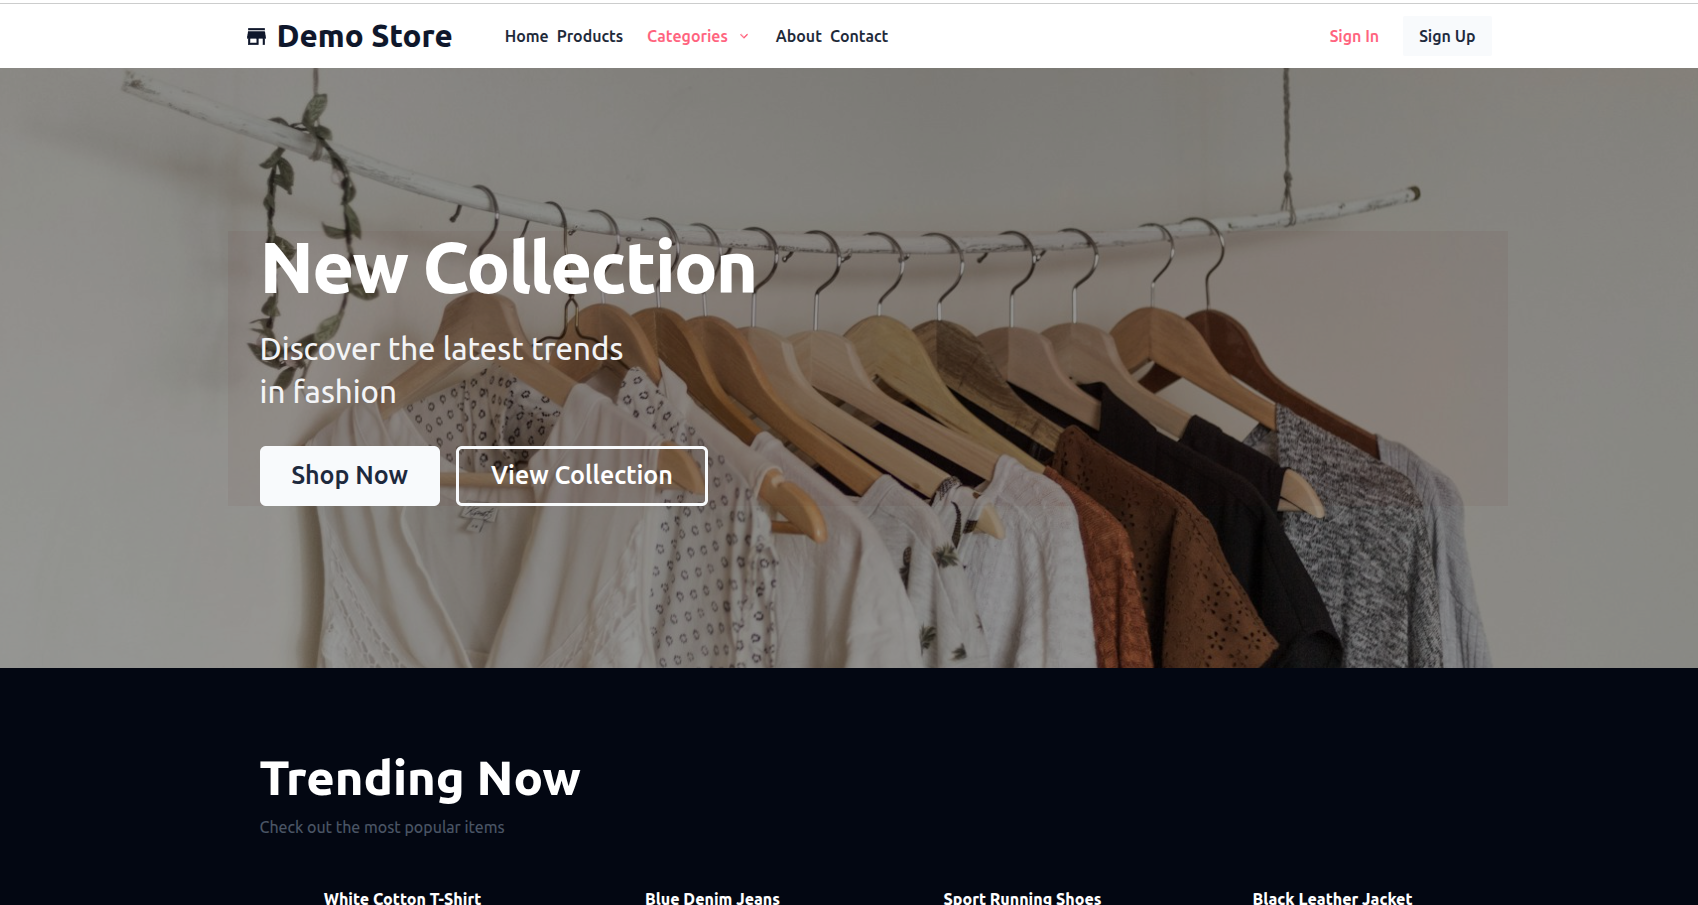 Demo Store
Home Products Categories About Contact
Sign In Sign Up
New Collection
Discover the latest trends
in fashion
Shop Now View Collection
Trending Now
Check out the most popular items
White Cotton T-Shirt Blue Denim Jeans Sport Running Shoes Black Leather Jacket